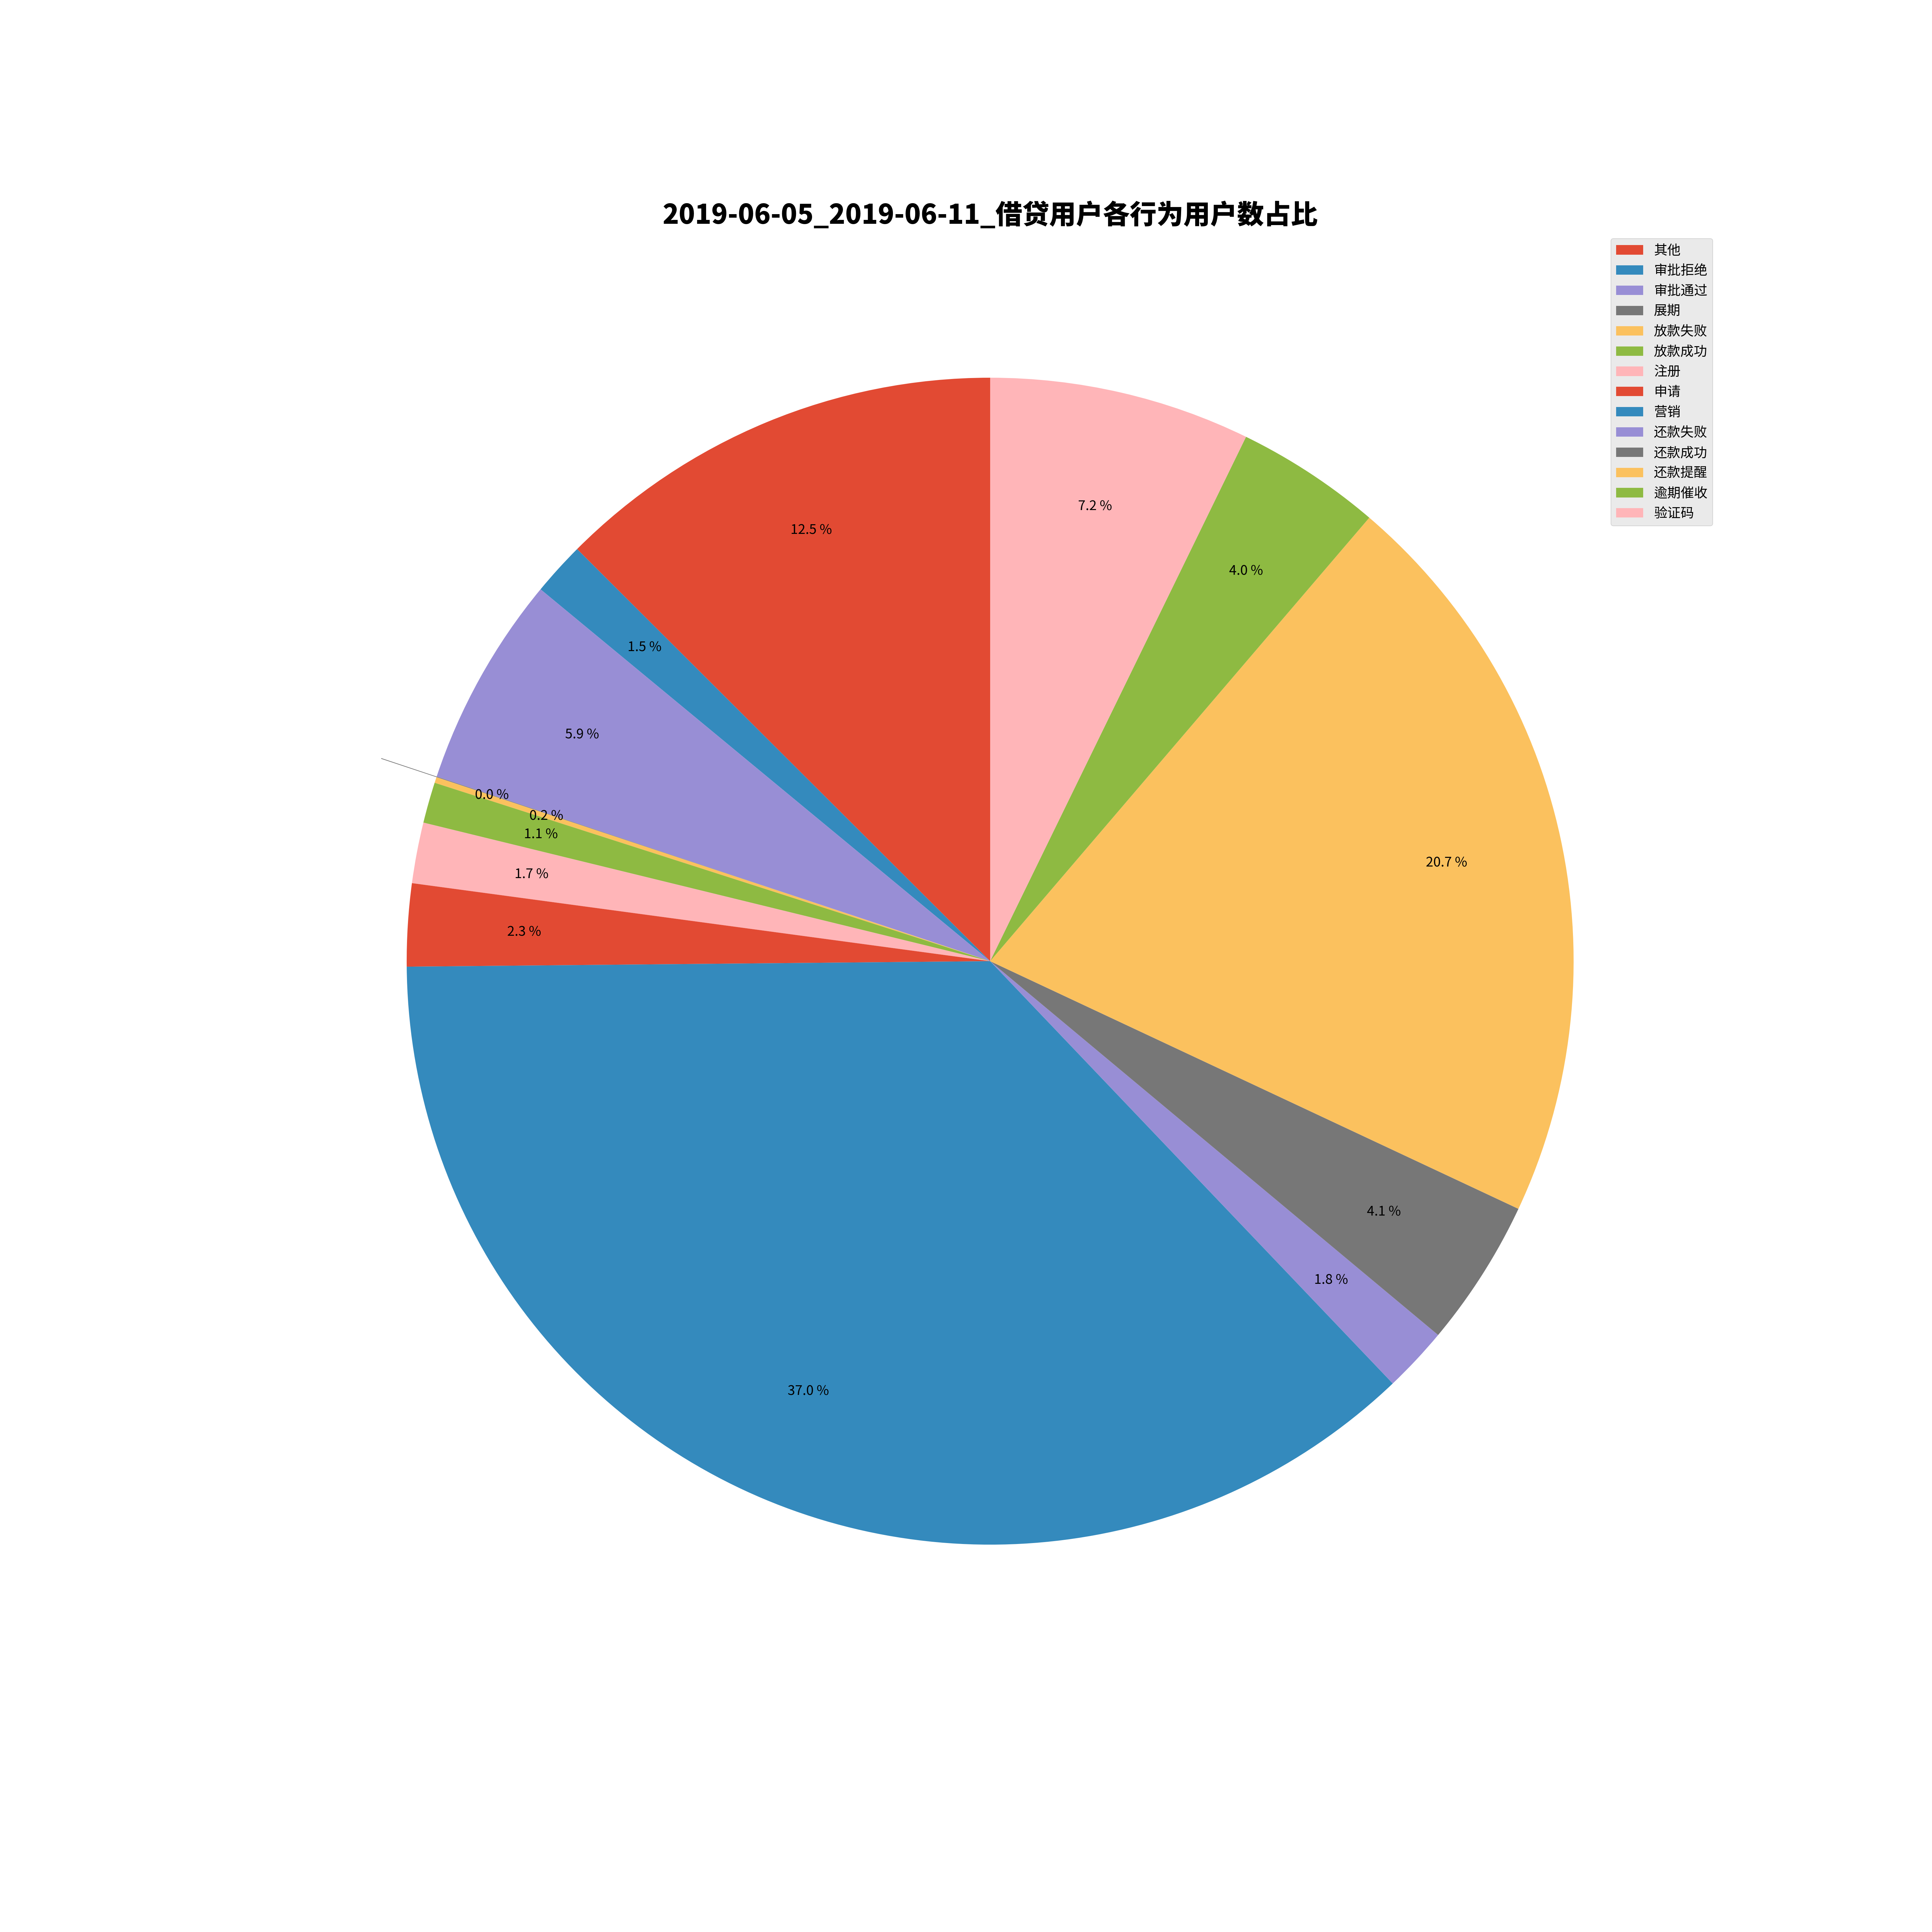 2019-06-05_2019-06-11_借贷用户各行为用户数占比
其他
审批拒绝
审批通过
展期
放款失败
放款成功
注册
申请
营销
还款失败
还款成功
还款提醒
逾期催收
验证码
7.2 %
12.5 %
4.0 %
1.5 %
5.9 %
0.0 %
0.2 %
1.1 %
20.7 %
1.7 %
2.3 %
4.1 %
1.8 %
37.0 %